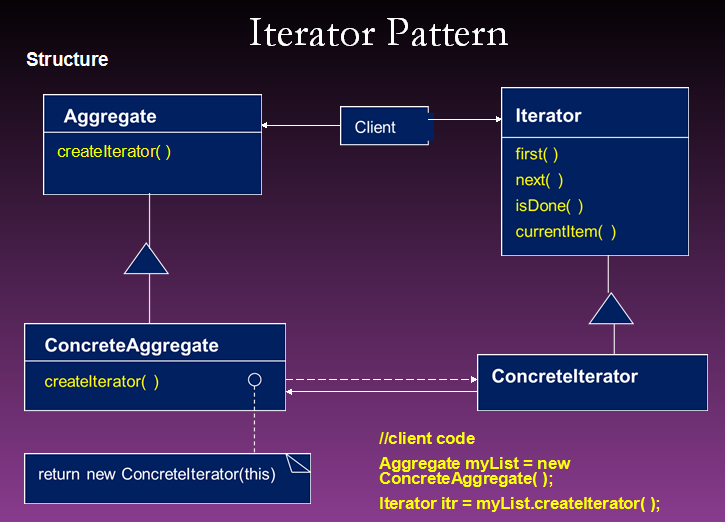 Iterator Pattern
Structure
Aggregate
createIterator( )
Client
Iterator
first( )
next( )
isDone( )
currentItem( )
ConcreteAggregate
createIterator( )
ConcreteIterator
return new ConcreteIterator(this)
//client code
Aggregate myList = new
ConcreteAggregate( );
Iterator itr = myList.createIterator( );